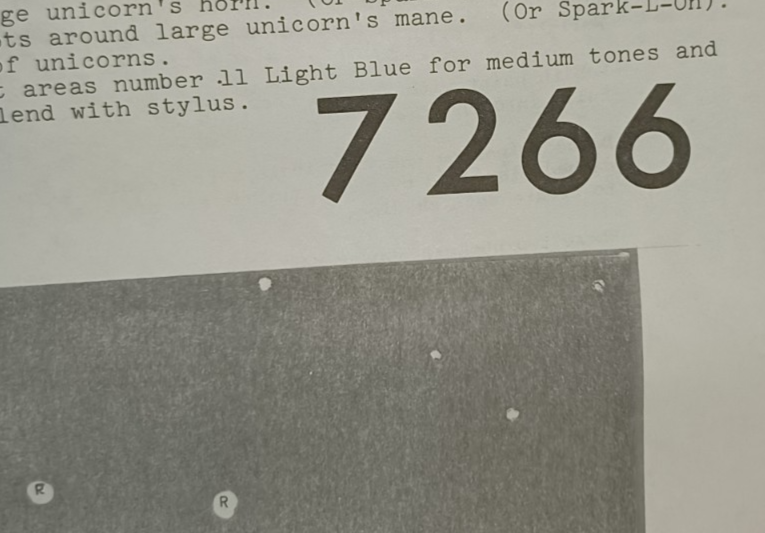 ge unicorn's horn. (Or
ts around large unicorn's mane. (Or Spark-L-On).
of unicorns.
areas number .11 Light Blue for medium tones and
lend with stylus.
7266
R
R